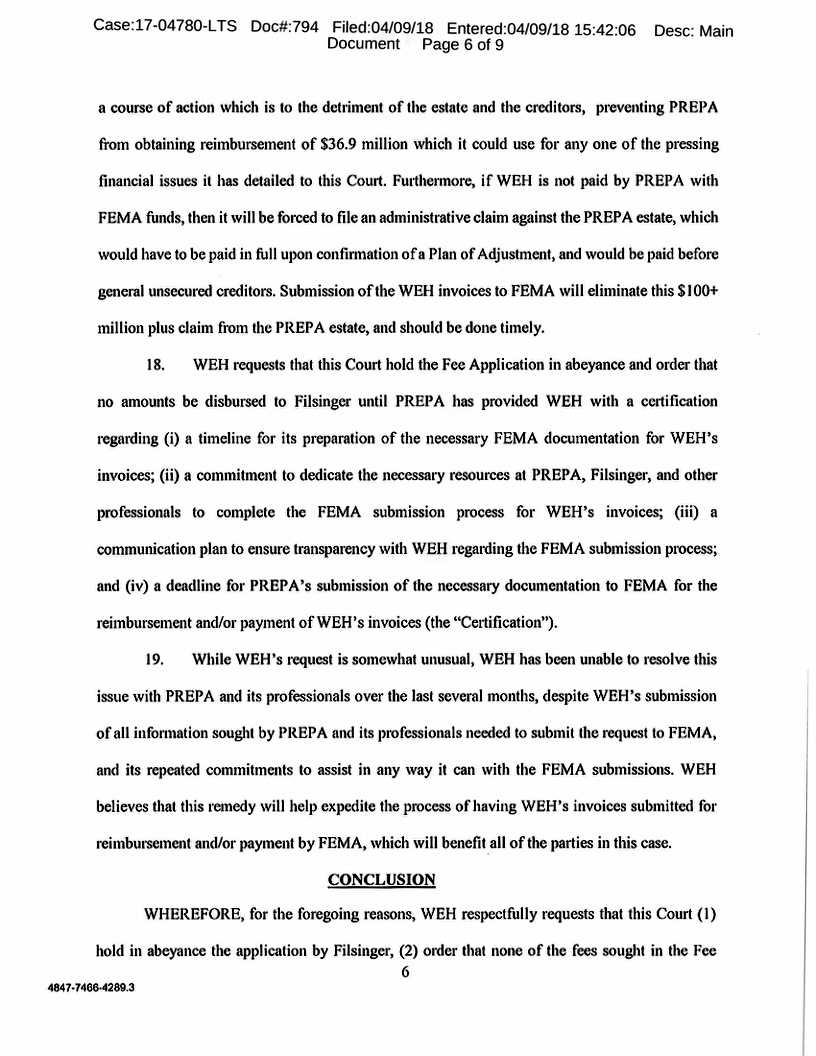 Case:17-04780-LTS Doc#:794 Filed:04/09/18 Entered:04/09/18 15:42:06 Desc: Main
Document Page 6 of 9
a course of action which is to the detriment of the estate and the creditors, preventing PREPA
from obtaining reimbursement of $36.9 million which it could use for any one of the pressing
financial issues it has detailed to this Court. Furthermore, if WEH is not paid by PREPA with
FEMA funds, then it will be forced to file an administrative claim against the PREPA estate, which
would have to be paid in full upon confirmation of a Plan of Adjustment, and would be paid before
general unsecured creditors. Submission of the WEH invoices to FEMA will eliminate this $100+
million plus claim from the PREPA estate, and should be done timely.
18. WEH requests that this Court hold the Fee Application in abeyance and order that
no amounts be disbursed to Filsinger until PREPA has provided WEH with a certification
regarding (i) a timeline for its preparation of the necessary FEMA documentation for WEH's
invoices; (ii) a commitment to dedicate the necessary resources at PREPA, Filsinger, and other
professionals to complete the FEMA submission process for WEH's invoices; (iii) a
communication plan to ensure transparency with WEH regarding the FEMA submission process;
and (iv) a deadline for PREPA's submission of the necessary documentation to FEMA for the
reimbursement and/or payment of WEH's invoices (the “Certification”).
19. While WEH's request is somewhat unusual, WEH has been unable to resolve this
issue with PREPA and its professionals over the last several months, despite WEH's submission
of all information sought by PREPA and its professionals needed to submit the request to FEMA,
and its repeated commitments to assist in any way it can with the FEMA submissions. WEH
believes that this remedy will help expedite the process of having WEH's invoices submitted for
reimbursement and/or payment by FEMA, which will benefit all of the parties in this case.
CONCLUSION
WHEREFORE, for the foregoing reasons, WEH respectfully requests that this Court (1)
hold in abeyance the application by Filsinger, (2) order that none of the fees sought in the Fee
6
4847-7466-4289.3